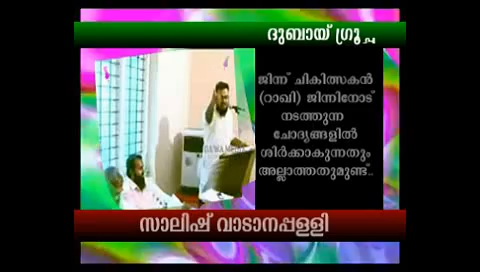 ദുബായ് ഗ്രൂപ്പ
ജിന്ന് ചികിത്സകൻ
(റാഖി) ജിന്നിനോട്
നടത്തുന്ന
ചോദ്യങ്ങളിൽ
ശിർക്കാകുന്നതും
അല്ലാത്തതുമുണ്ട്..
സാലിഷ് വാടാനപ്പള്ളി